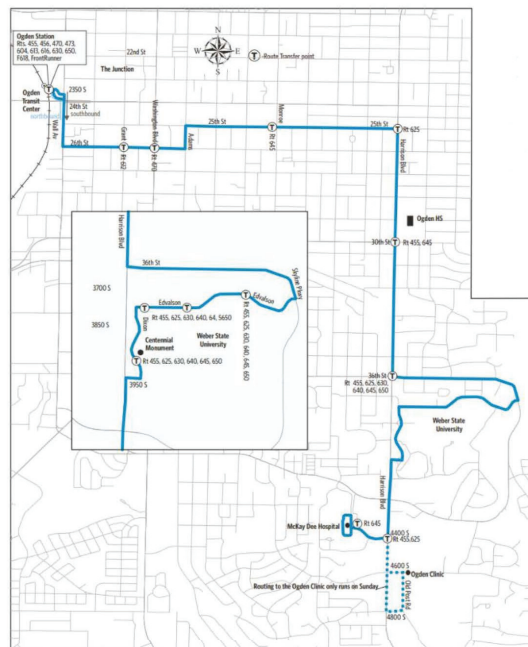 Ogden Station
Rts. 455, 456, 470, 473,
604, 613, 616, 630, 650,
F618, FrontRunner
N
W
E
S
T
-Route Transfer point
22nd St
The Junction
T
2350 S
Ogden
Transit
Center
northbound
24th St
southbound
Wall Av
26th St
Grant
T
Rt 612
Washington Blvd
T
Rt 470
Adams
25th St
Monroe
T
Rt 645
25th St
T
Rt 625
Harrison Blvd
Ogden HS
30th St
T
Rt 455, 645
Harrison Blvd
36th St
Skyline Pkwy
3700 S
Edvalson
T
Edvalson
T
T
Rt 455, 625, 630, 640, 64, 5650
Rt 455, 625, 630, 640, 645, 650
3850 S
Dixon
Weber State
University
Centennial
Monument
T
Rt 455, 625, 630, 640, 645, 650
3950 S
36th St
T
Rt 455, 625, 630,
640, 645, 650
Weber State
University
Harrison Blvd
T
Rt 645
McKay Dee Hospital
4400 S
T
Rt 455,625
4600 S
Ogden Clinic
Routing to the Ogden Clinic only runs on Sunday.
Old Post Rd
4800 S